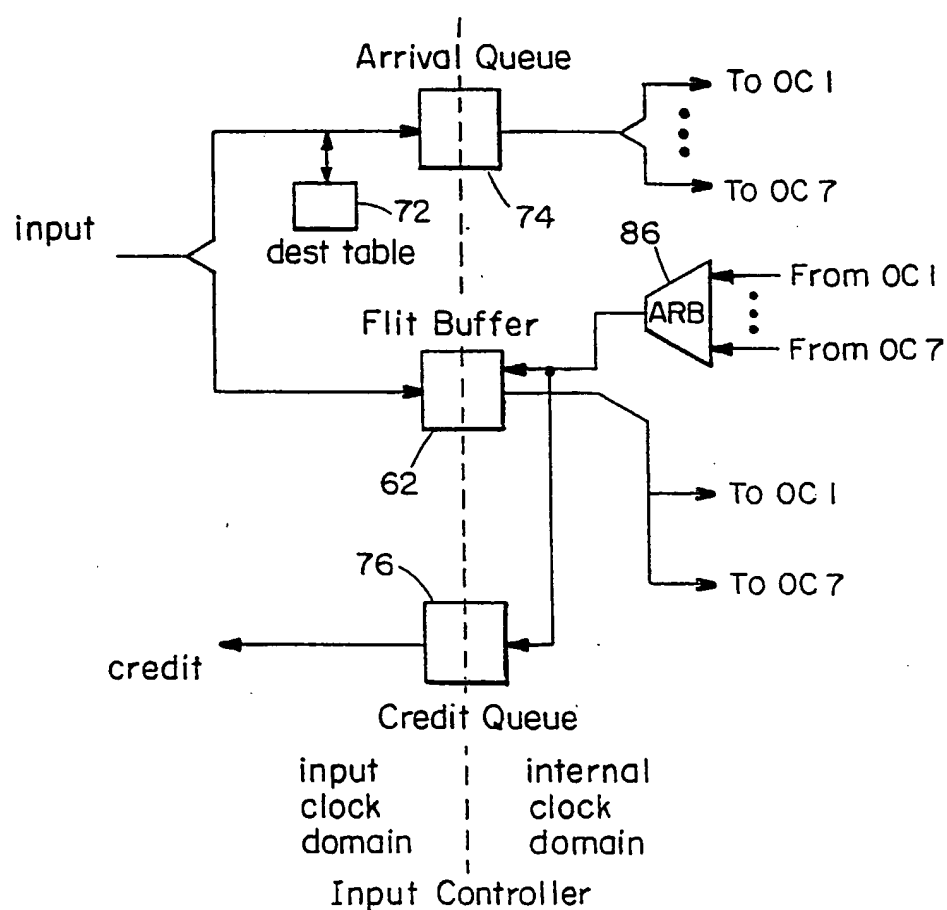 Arrival Queue
To OC 1
To OC 7
72
74
input
dest table
86
ARB
From OC 1
From OC 7
Flit Buffer
62
To OC 1
To OC 7
76
credit
Credit Queue
input clock domain
internal clock domain
Input Controller